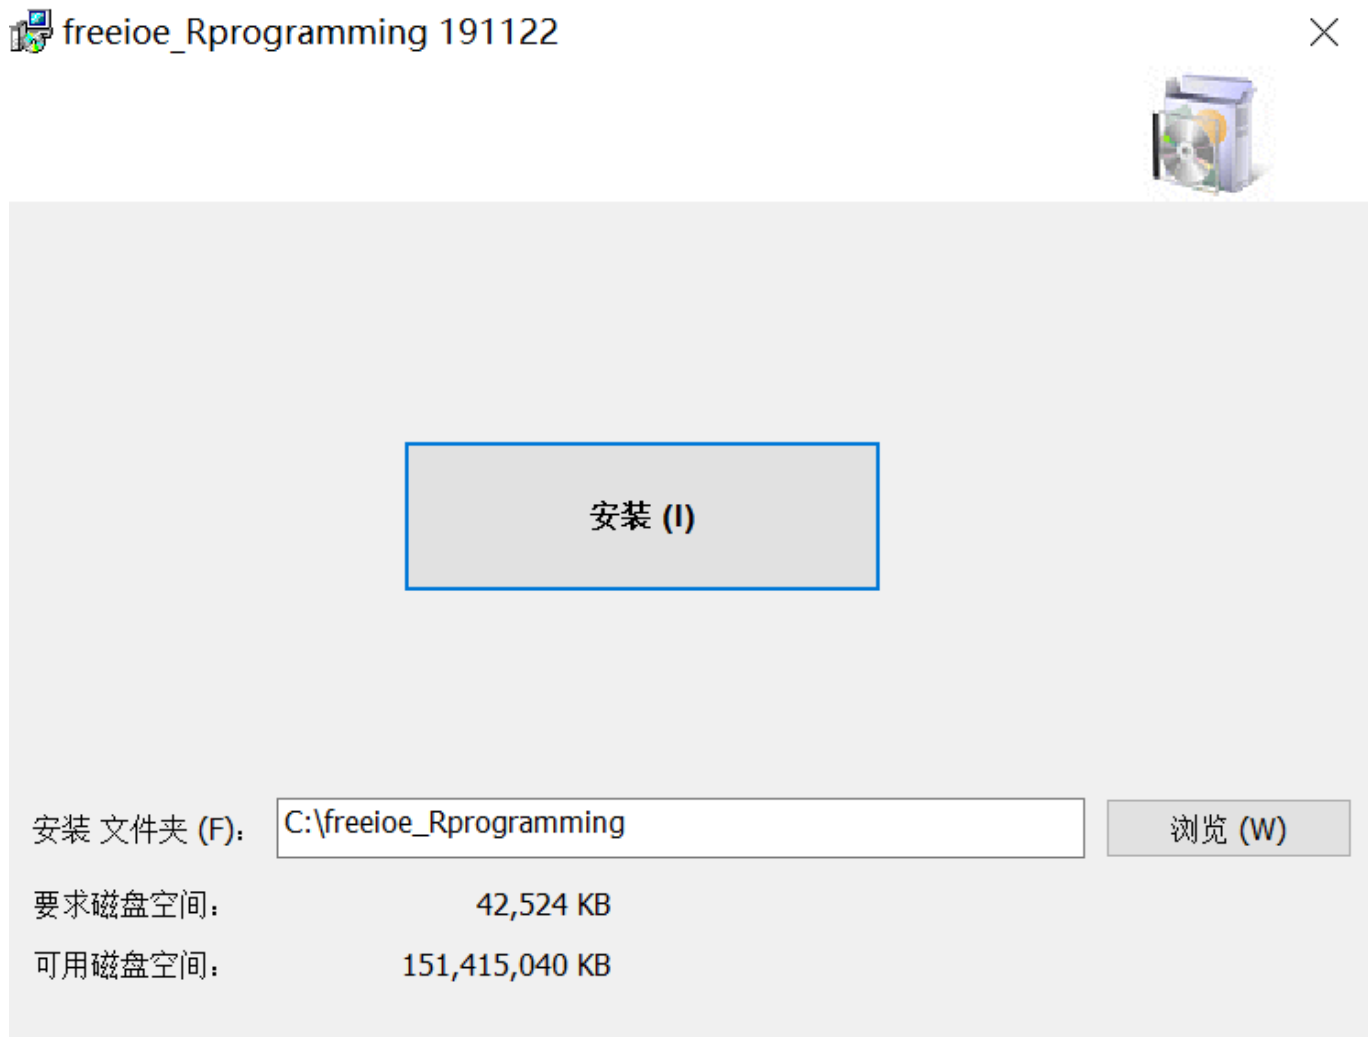 freeioe_Rprogramming 191122
安装 (I)
安装 文件夹 (F)： C:\freeioe_Rprogramming 浏览 (W)
要求磁盘空间： 42,524 KB
可用磁盘空间： 151,415,040 KB